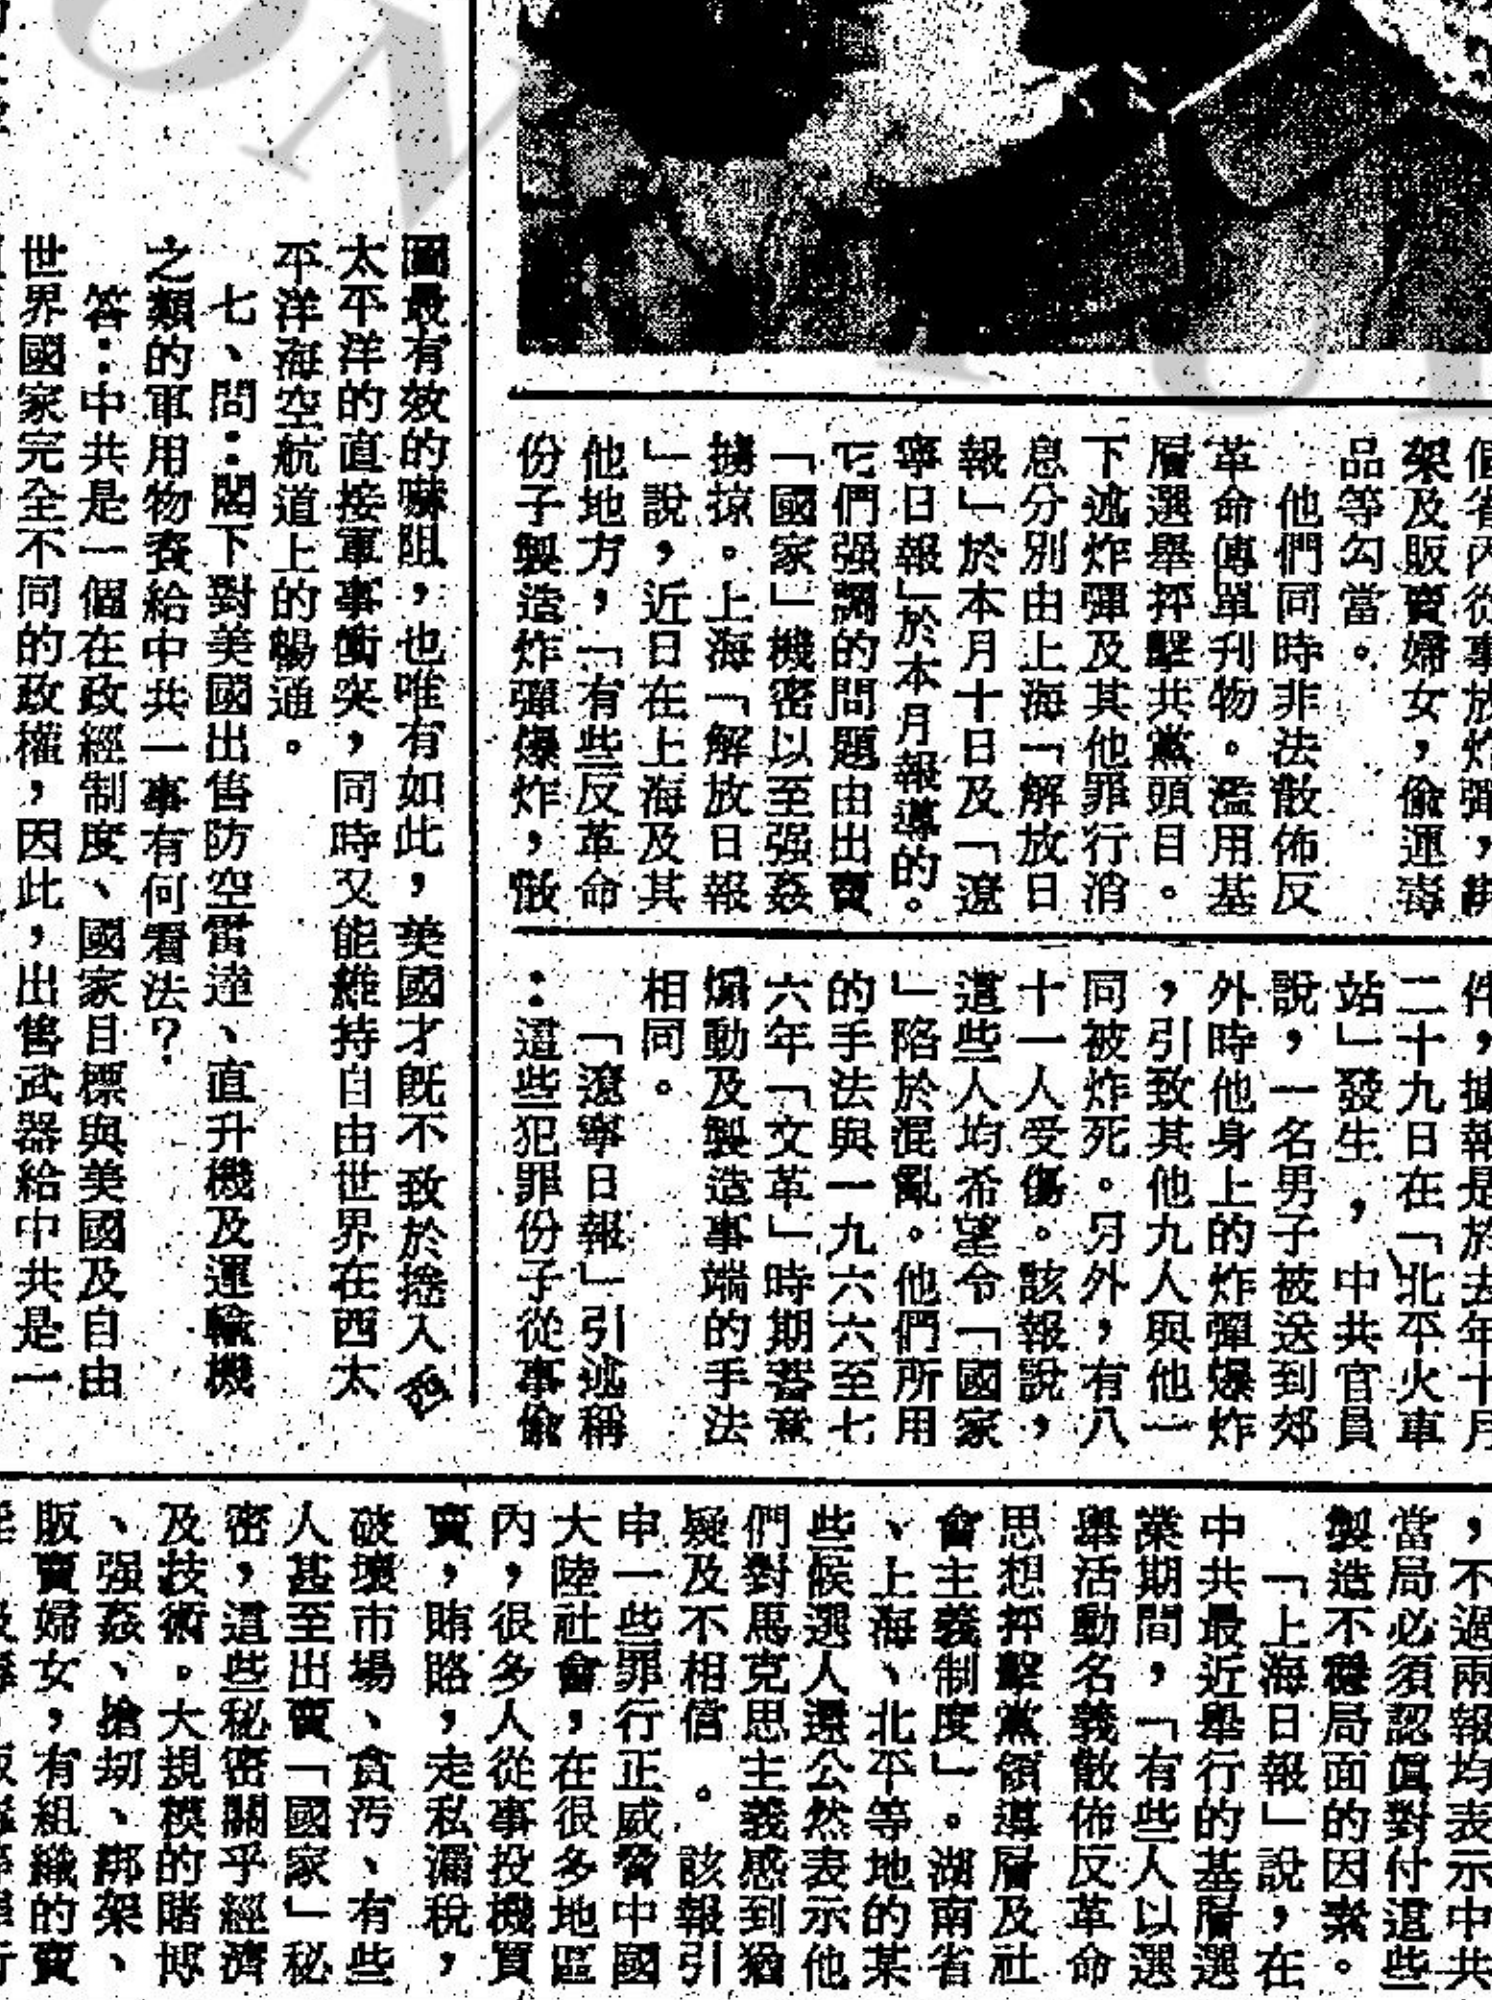 個省內從事放炸彈，綁
架及販賣婦女，偷運毒
品等勾當。
他們同時非法散佈反
革命傳單刋物。濫用基
層選舉抨擊共黨頭目。
下述炸彈及其他罪行消
息分別由上海「解放日
報」於本月十日及「遼
寧日報」於本月報導的。
它們强調的問題由出賣
「國家」機密以至强姦
擄掠。上海「解放日報
」說，近日在上海及其
他地方，「有些反革命
份子製造炸彈爆炸，散
件，據報是於去年十月
二十九日在「北平火車
站」發生，中共官員
說，一名男子被送到郊
外時他身上的炸彈爆炸
，引致其他九人與他一
同被炸死。另外，有八
十一人受傷。該報說，
這些人均希望令「國家
」陷於混亂。他們所用
的手法與一九六六至七
六年「文革」時期蓄意
煽動及製造事端的手法
相同。
「遼寧日報」引述稱
：這些犯罪份子從事偷
圖最有效的嚇阻，也唯有如此，美國才既不致於捲入西
太平洋的直接軍事衝突，同時又能維持自由世界在西太
平洋海空航道上的暢通。
七、問：閣下對美國出售防空雷達、直升機及運輸機
之類的軍用物資給中共一事有何看法？
答：中共是一個在政經制度、國家目標與美國及自由
世界國家完全不同的政權，因此，出售武器給中共是一
，不過兩報均表示中共
當局必須認眞對付這些
製造不穩局面的因素。
「上海日報」說，在
中共最近舉行的基層選
業期間，「有些人以選
舉活動名義散佈反革命
思想抨擊黨領導層及社
會主義制度」。湖南省
、上海、北平等地的某
些候選人還公然表示他
們對馬克思主義感到猶
疑及不相信。該報引
申一些罪行正威脅中國
大陸社會，在很多地區
內，很多人從事投機買
賣，賄賂，走私漏稅，
破壞市場、貪汚、有些
人甚至出賣「國家」秘
密，這些秘密關乎經濟
及技術。大規模的賭博
、强姦、搶刧、綁架、
販賣婦女，有組織的賣